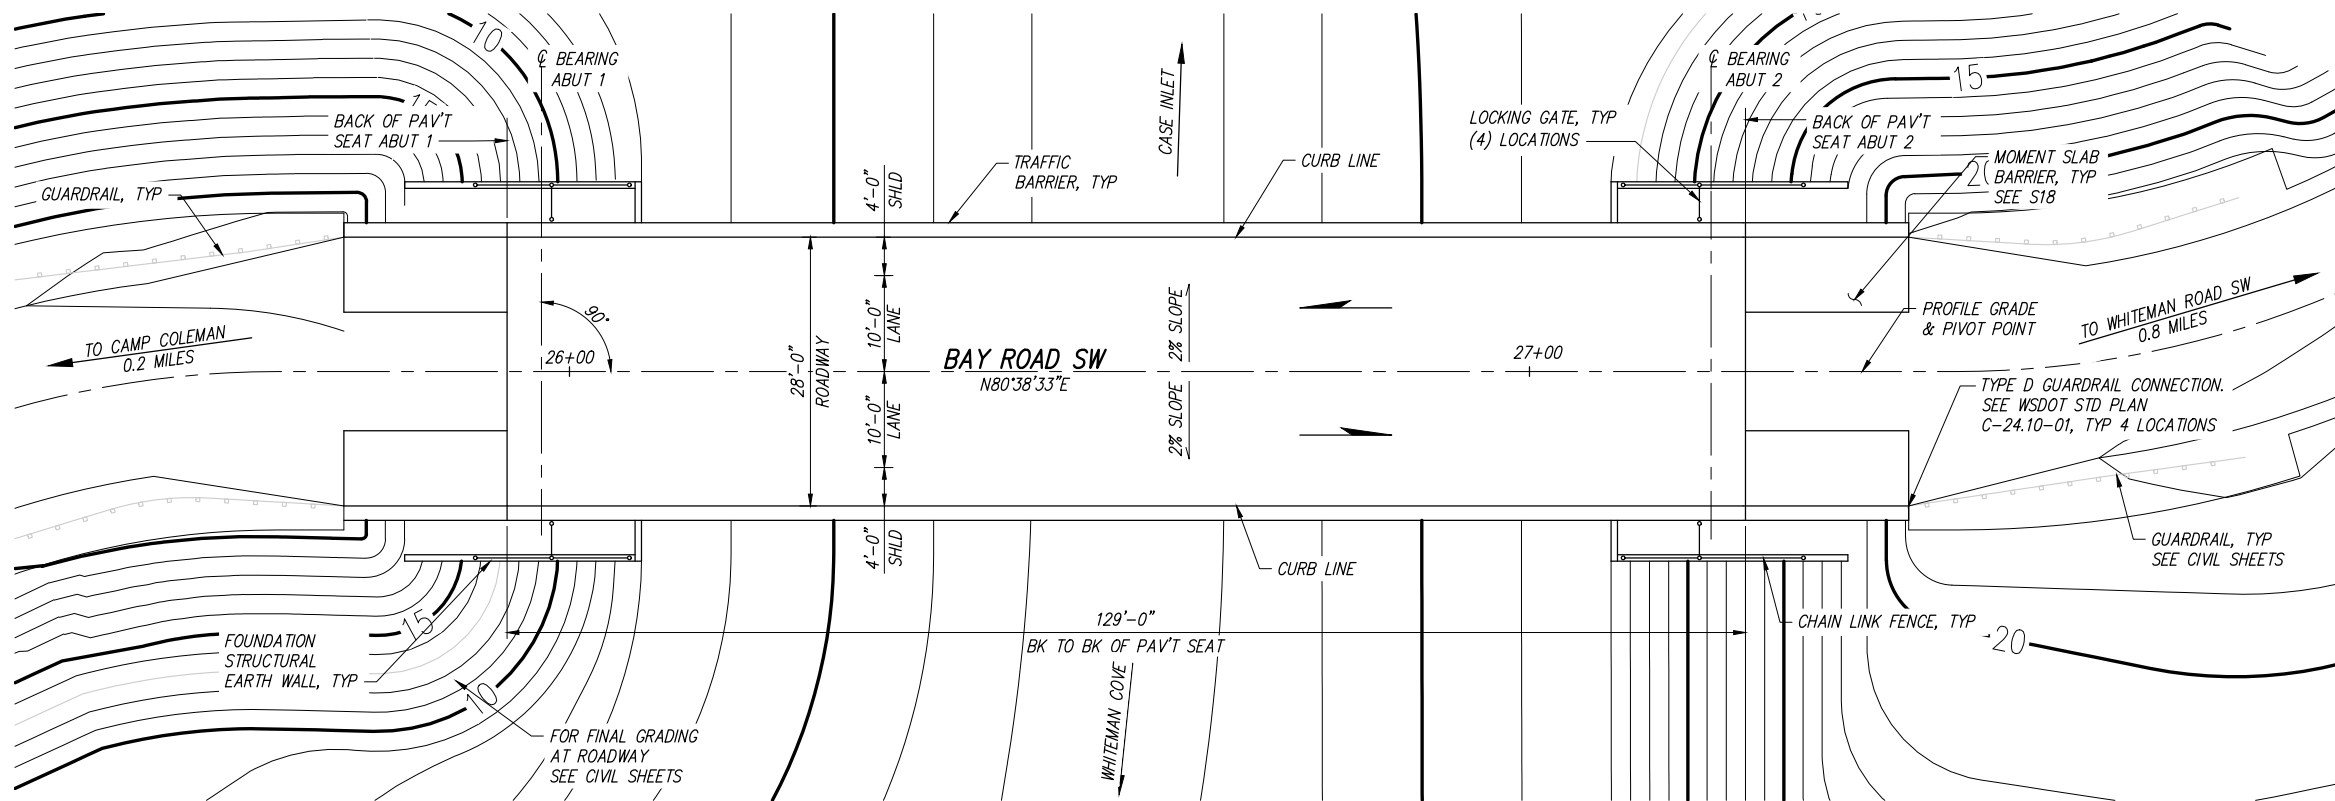 10
℄ BEARING
ABUT 1
15
BACK OF PAV'T
SEAT ABUT 1
GUARDRAIL, TYP
TO CAMP COLEMAN
0.2 MILES
90°
26+00
TRAFFIC
BARRIER, TYP
4'-0"
SHLD
28'-0"
ROADWAY
10'-0"
LANE
10'-0"
LANE
4'-0"
SHLD
BAY ROAD SW
N80°38'33"E
CASE INLET
CURB LINE
2% SLOPE
2% SLOPE
27+00
LOCKING GATE, TYP
(4) LOCATIONS
℄ BEARING
ABUT 2
15
BACK OF PAV'T
SEAT ABUT 2
MOMENT SLAB
BARRIER, TYP
SEE S18
PROFILE GRADE
& PIVOT POINT
TO WHITEMAN ROAD SW
0.8 MILES
TYPE D GUARDRAIL CONNECTION.
SEE WSDOT STD PLAN
C-24.10-01, TYP 4 LOCATIONS
GUARDRAIL, TYP
SEE CIVIL SHEETS
CURB LINE
129'-0"
BK TO BK OF PAV'T SEAT
CHAIN LINK FENCE, TYP
20
WHITEMAN COVE
15
FOUNDATION
STRUCTURAL
EARTH WALL, TYP
10
FOR FINAL GRADING
AT ROADWAY
SEE CIVIL SHEETS